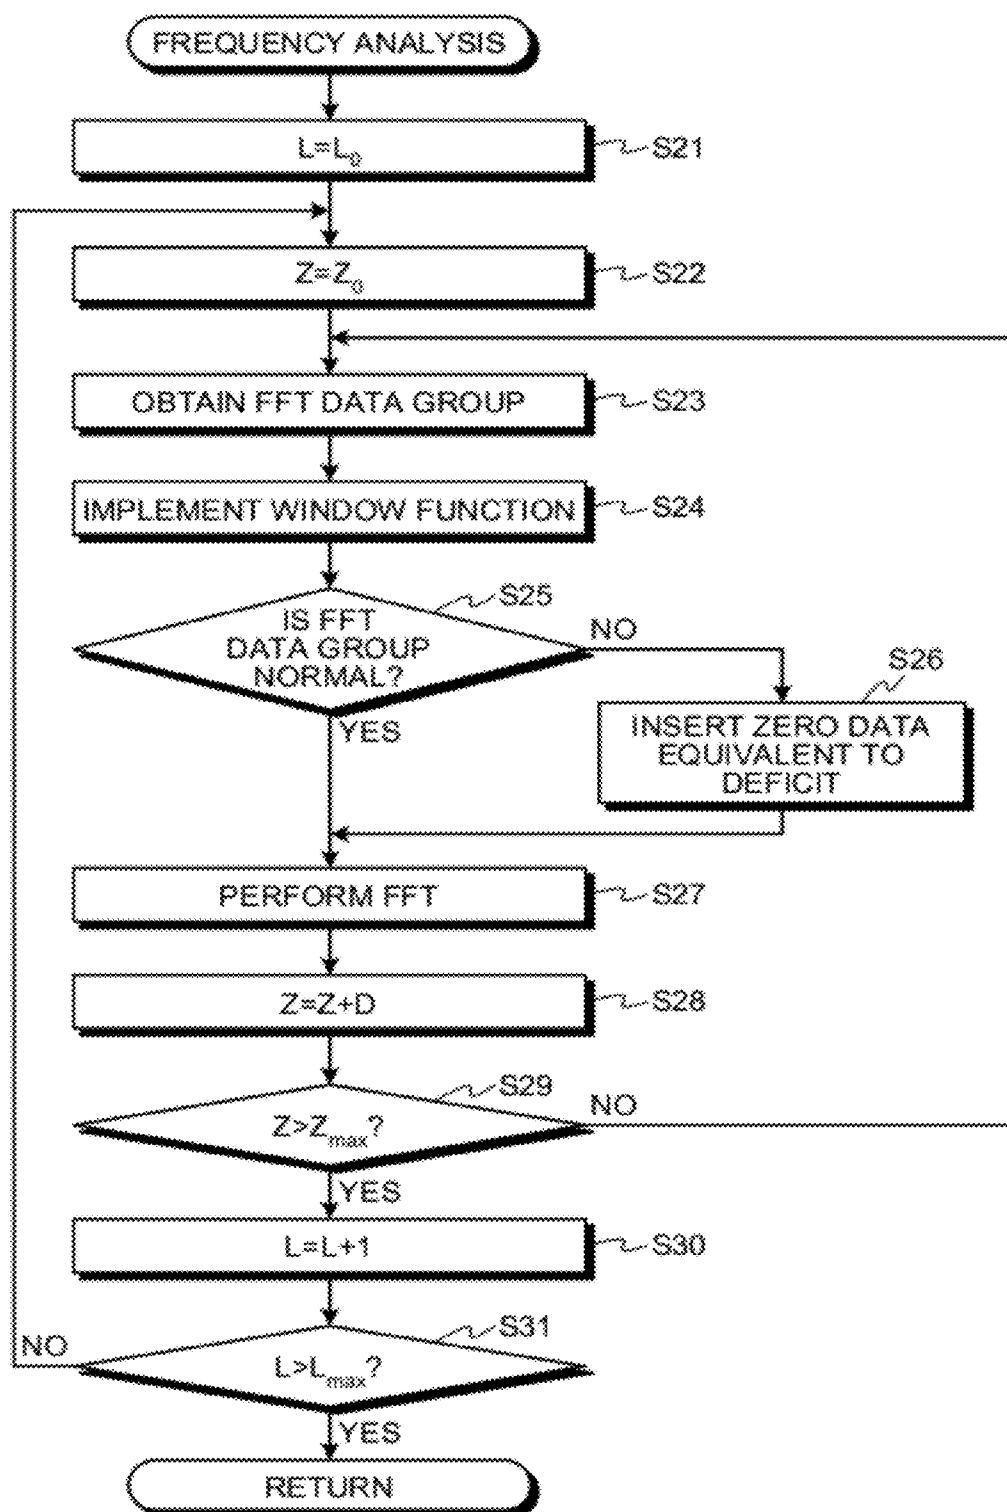 FREQUENCY ANALYSIS
L=L₀
S21
Z=Z₀
S22
OBTAIN FFT DATA GROUP
S23
IMPLEMENT WINDOW FUNCTION
S24
S25
IS FFT
DATA GROUP
NORMAL?
NO
YES
S26
INSERT ZERO DATA
EQUIVALENT TO
DEFICIT
PERFORM FFT
S27
Z=Z+D
S28
S29
Z>Zmax?
NO
YES
L=L+1
S30
S31
NO
L>Lmax?
YES
RETURN